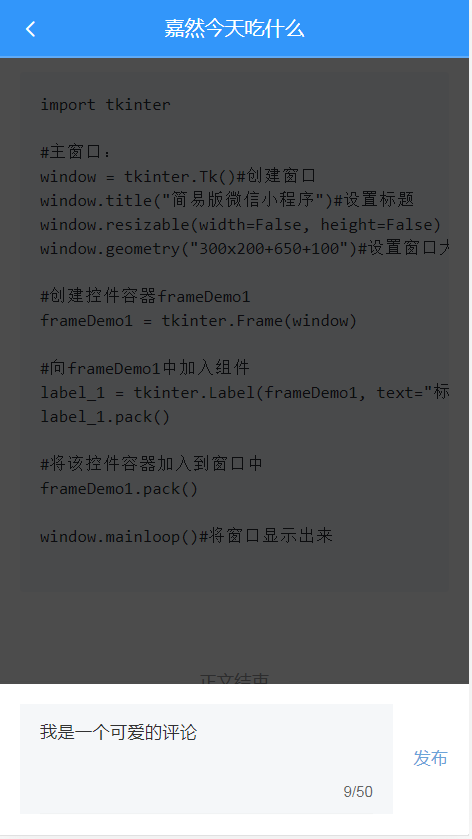 嘉然今天吃什么
import tkinter
#主窗口：
window = tkinter.Tk()#创建窗口
window.title("简易版微信小程序")#设置标题
window.resizable(width=False, height=False)
window.geometry("300x200+650+100")#设置窗口大
#创建控件容器frameDemo1
frameDemo1 = tkinter.Frame(window)
#向frameDemo1中加入组件
label_1 = tkinter.Label(frameDemo1, text="标
label_1.pack()
#将该控件容器加入到窗口中
frameDemo1.pack()
window.mainloop()#将窗口显示出来
正文结束
我是一个可爱的评论
发布
9/50